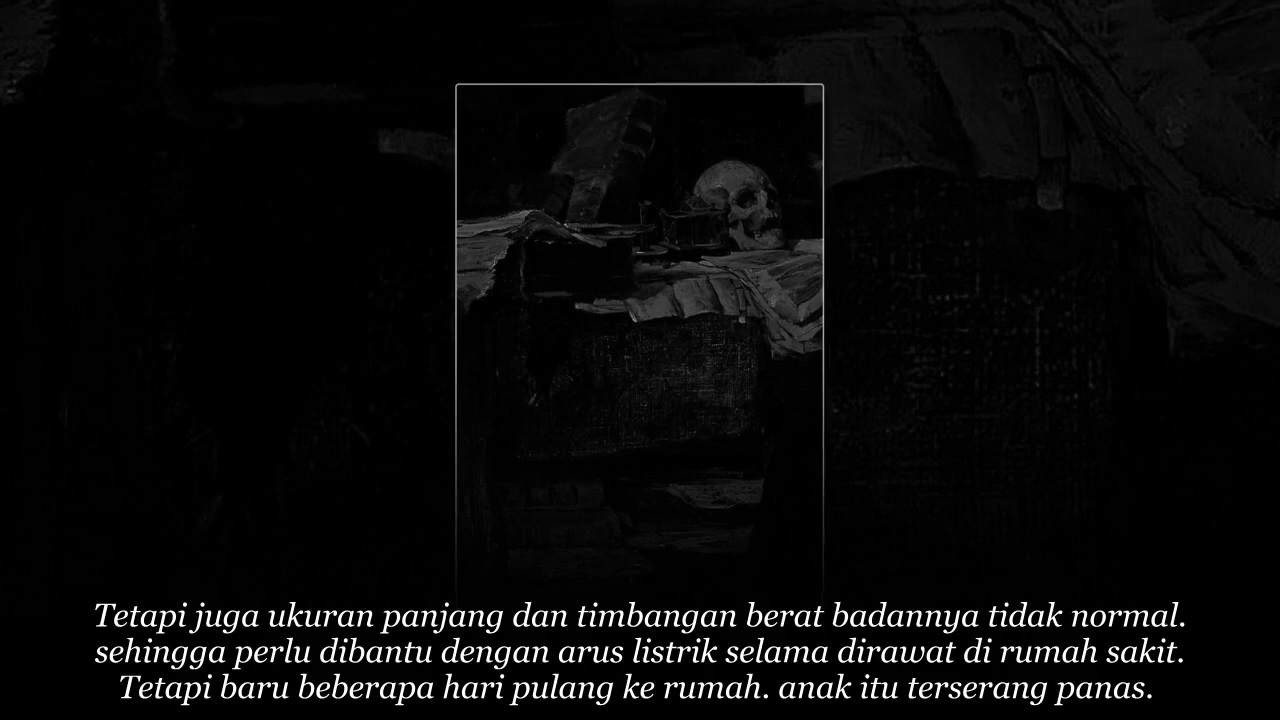 Tetapi juga ukuran panjang dan timbangan berat badannya tidak normal.
sehingga perlu dibantu dengan arus listrik selama dirawat di rumah sakit.
Tetapi baru beberapa hari pulang ke rumah. anak itu terserang panas.